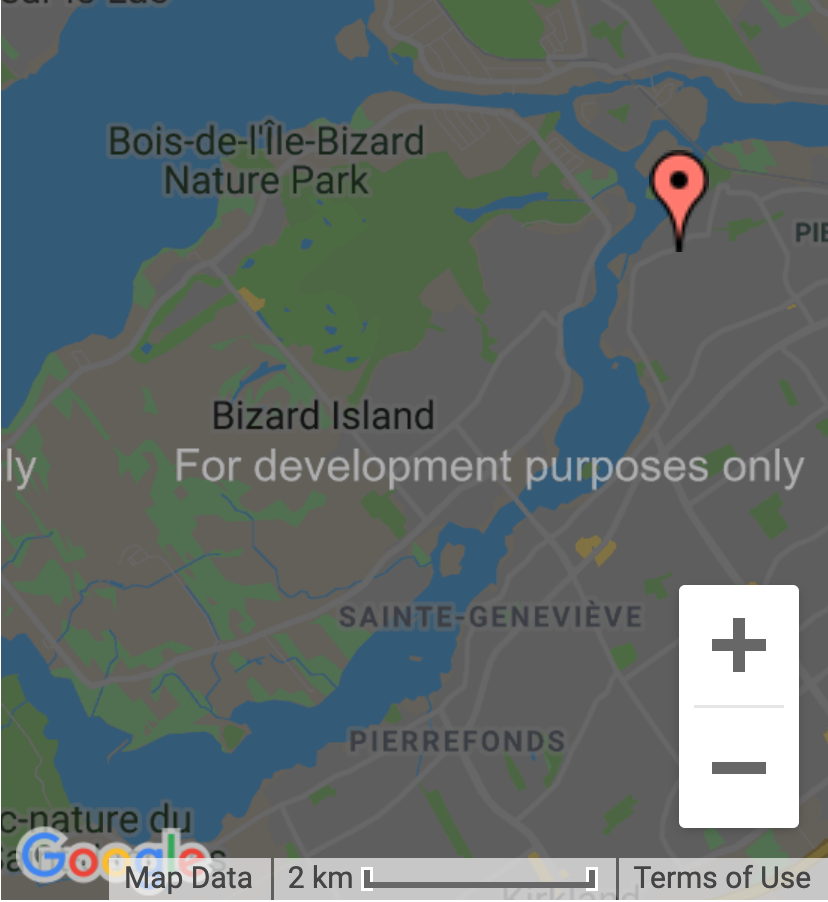 Bois-de-l'Île-Bizard
Nature Park
PIE
Bizard Island
ly
For development purposes only
SAINTE-GENEVIÈVE
PIERREFONDS
c-nature du
Google
Map Data
2 km
Terms of Use
Kirkland